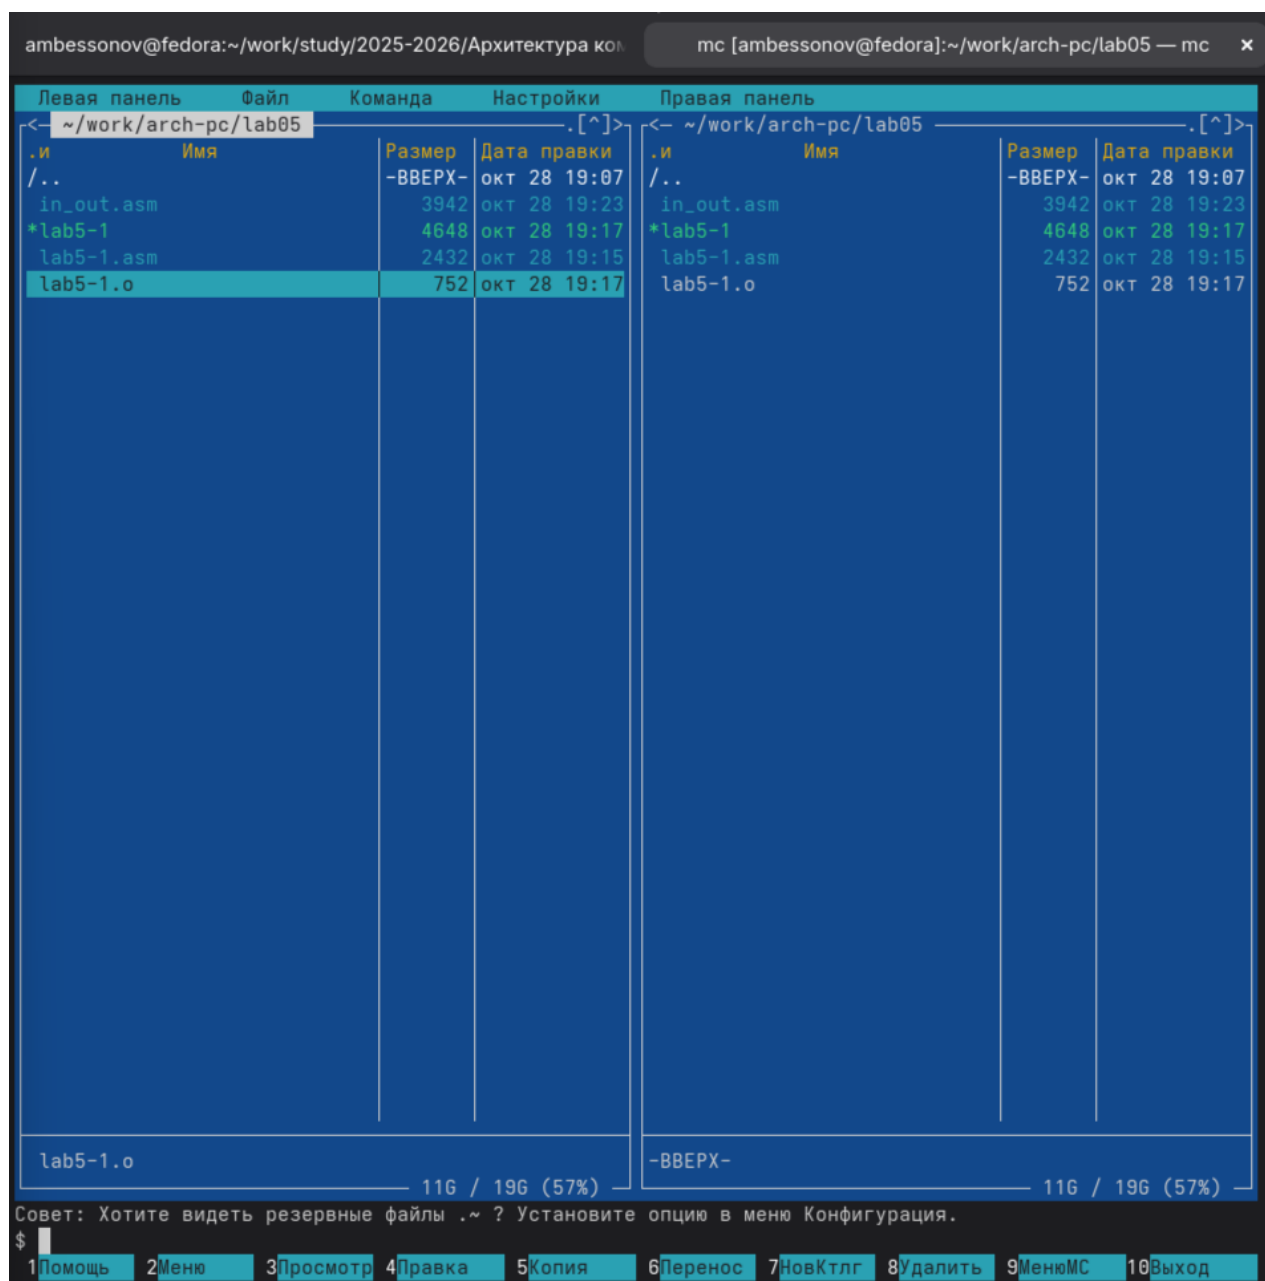 ambessonov@fedora:~/work/study/2025-2026/Архитектура ком mc [ambessonov@fedora]:~/work/arch-pc/lab05 — mc ×
Левая панель Файл Команда Настройки Правая панель
<— ~/work/arch-pc/lab05 .[^]> <— ~/work/arch-pc/lab05 .[^]>
.и Имя Размер Дата правки .и Имя Размер Дата правки
/.. -ВВЕРХ- окт 28 19:07 /.. -ВВЕРХ- окт 28 19:07
in_out.asm 3942 окт 28 19:23 in_out.asm 3942 окт 28 19:23
*lab5-1 4648 окт 28 19:17 *lab5-1 4648 окт 28 19:17
lab5-1.asm 2432 окт 28 19:15 lab5-1.asm 2432 окт 28 19:15
lab5-1.o 752 окт 28 19:17 lab5-1.o 752 окт 28 19:17
lab5-1.o -ВВЕРХ-
11G / 19G (57%) 11G / 19G (57%)
Совет: Хотите видеть резервные файлы .~ ? Установите опцию в меню Конфигурация.
$
1Помощь 2Меню 3Просмотр 4Правка 5Копия 6Перенос 7НовКтлг 8Удалить 9МенюМС 10Выход